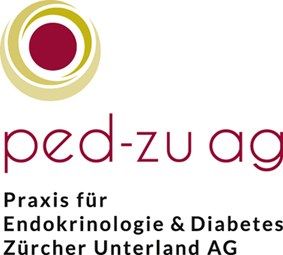 ped-zu ag
Praxis für
Endokrinologie & Diabetes
Zürcher Unterland AG